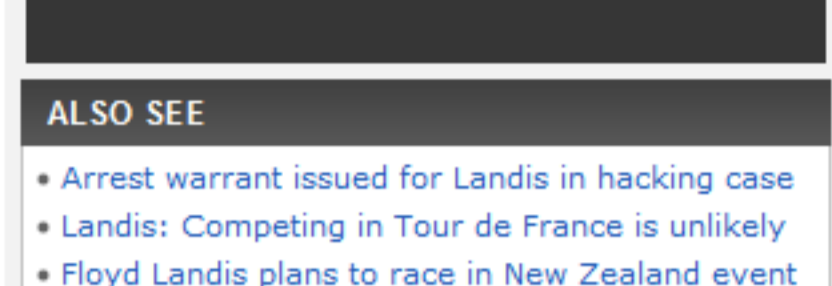 ALSO SEE
• Arrest warrant issued for Landis in hacking case
• Landis: Competing in Tour de France is unlikely
• Floyd Landis plans to race in New Zealand event